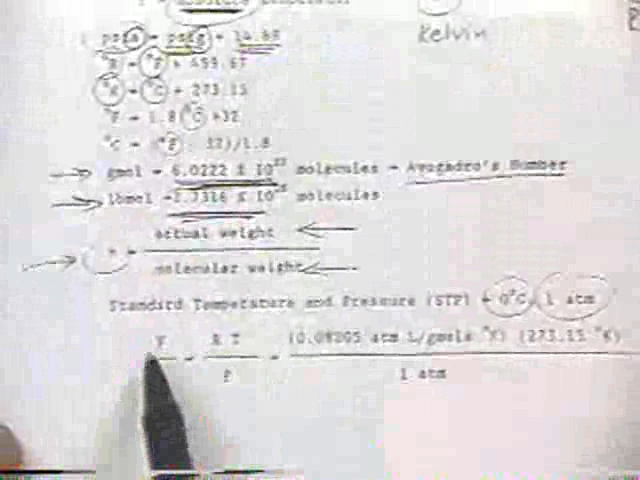 Kelvin
psia = psig + 14.69
°R = °F + 459.67
°K = °C + 273.15
°F = 1.8 °C +32
°C = (°F - 32)/1.8
gmol = 6.0222 X 10 molecules - Avogadro's Number
lbmol = 2.7316 X 10 molecules
actual weight
n =
molecular weight
Standard Temperature and Pressure (STP) = 0°C, 1 atm
V R T (0.08205 atm L/gmole °K) (273.15 °K)
= =
P 1 atm